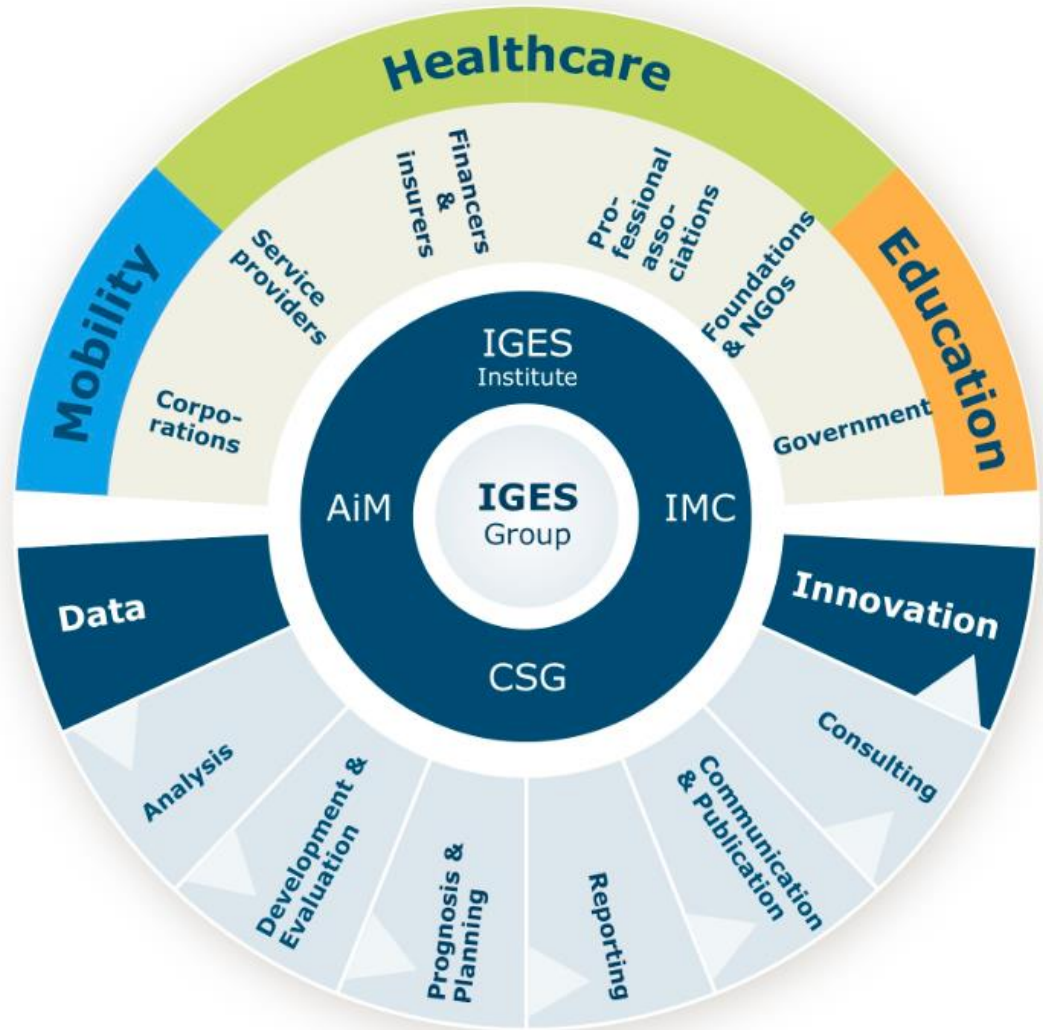 Healthcare
Mobility
Education
Corpo-
rations
Service
providers
Financers
&
insurers
Pro-
fessional
asso-
ciations
Foundations
& NGOs
Government
IGES
Institute
AiM
IGES
Group
IMC
CSG
Data
Analysis
Development &
Evaluation
Prognosis &
Planning
Reporting
Communication
& Publication
Consulting
Innovation